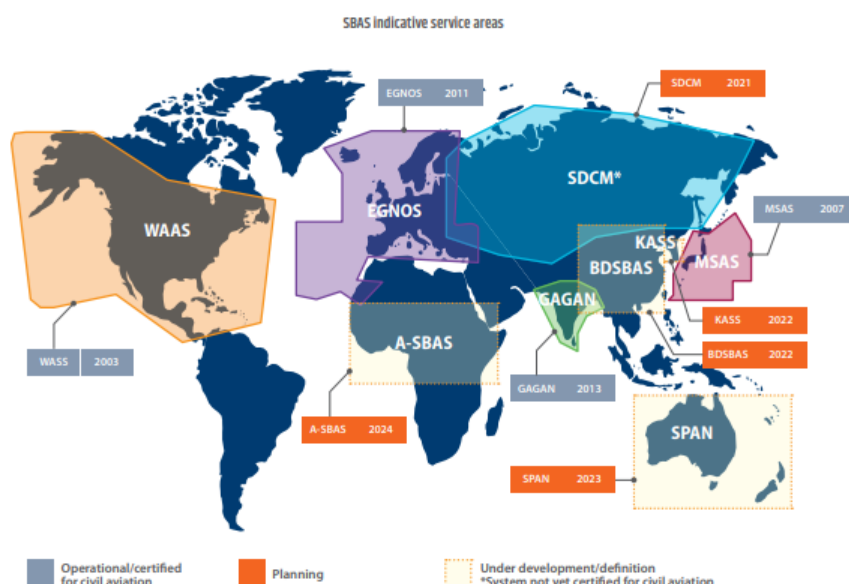 SBAS indicative service areas
SDCM 2021
EGNOS 2011
SDCM*
MSAS 2007
EGNOS
WAAS
KASS
MSAS
BDSBAS
GAGAN
KASS 2022
A-SBAS
BDSBAS 2022
WASS 2003
GAGAN 2013
A-SBAS 2024
SPAN
SPAN 2023
Operational/certified
for civil aviation
Planning
Under development/definition
*System not yet certified for civil aviation